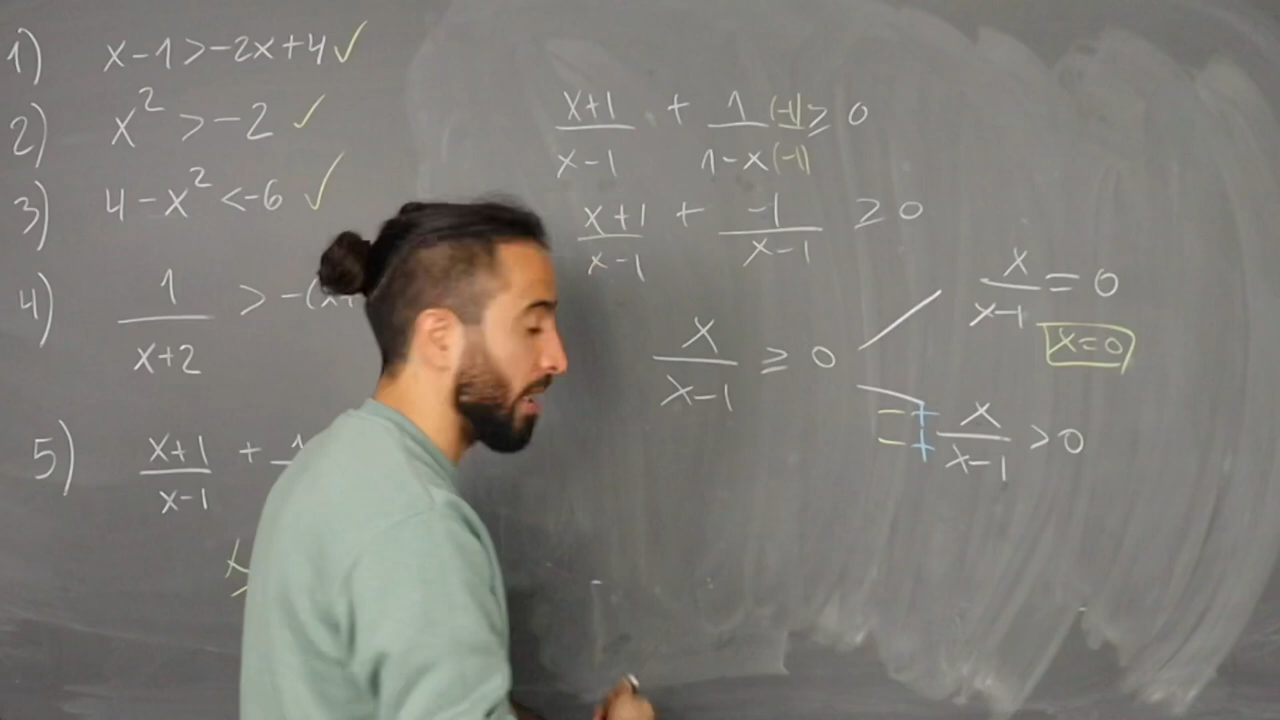 1) x-1>-2x+4 ✓
2) x² >-2 ✓
3) 4-x² <-6 ✓
4) 1/(x+2) >-(
5) (x+1)/(x-1) +
(x+1)/(x-1) + 1(-1)/(1-x(-1)) ≥ 0
(x+1)/(x-1) + -1/(x-1) ≥ 0
x/(x-1) ≥ 0
x/(x-1) = 0
x=0
- + x/(x-1) > 0
- +